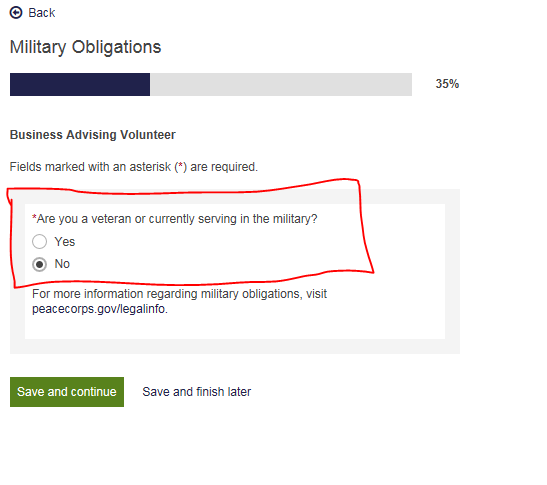 Back
Military Obligations
35%
Business Advising Volunteer
Fields marked with an asterisk (*) are required.
*Are you a veteran or currently serving in the military?
Yes
No
For more information regarding military obligations, visit
peacecorps.gov/legalinfo.
Save and continue Save and finish later